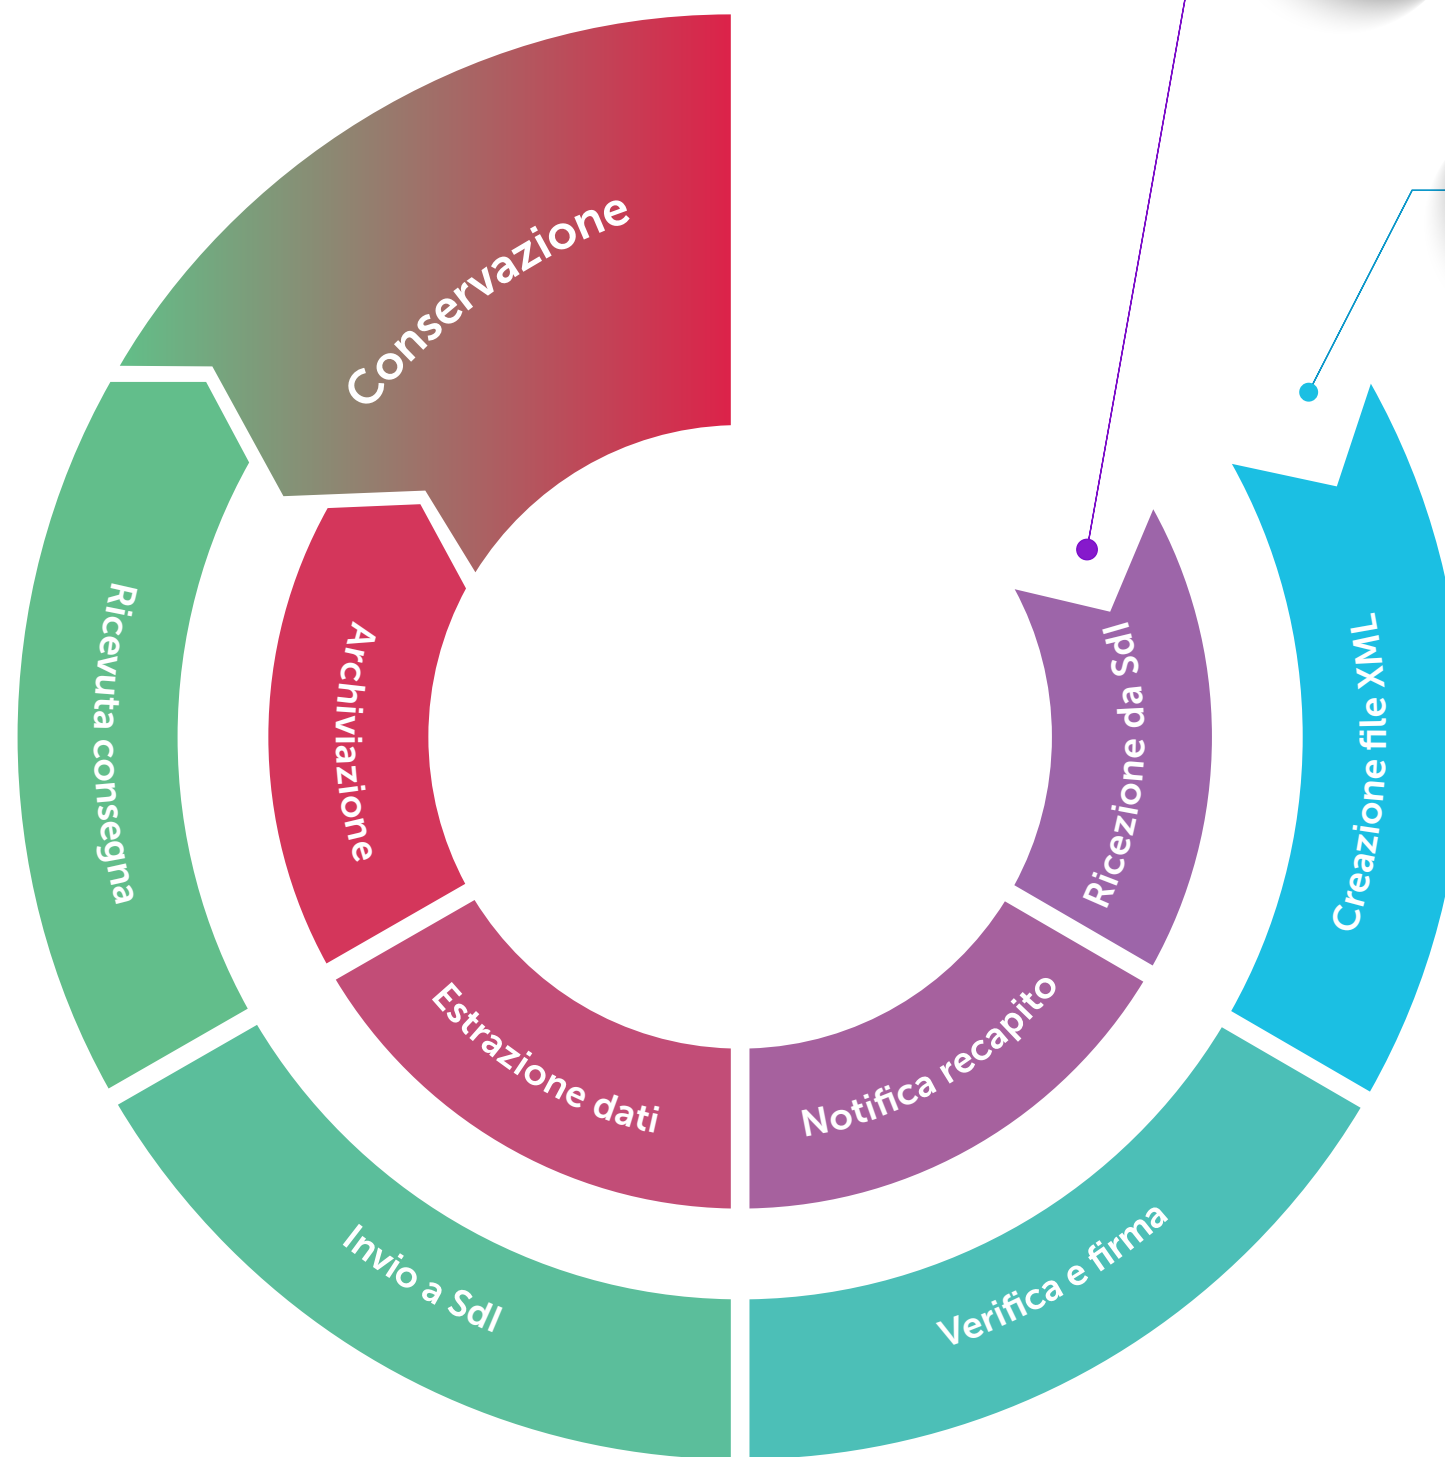 Conservazione
Ricevuta consegna
Archiviazione
Ricezione da SdI
Creazione file XML
Estrazione dati
Notifica recapito
Invio a SdI
Verifica e firma